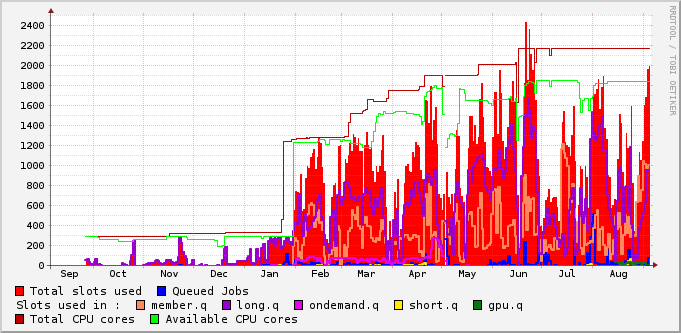 RRDTOOL / TOBI OETIKER
2400
2200
2000
1800
1600
1400
1200
1000
800
600
400
200
0
Sep Oct Nov Dec Jan Feb Mar Apr May Jun Jul Aug
Total slots used Queued Jobs
Slots used in : member.q long.q ondemand.q short.q gpu.q
Total CPU cores Available CPU cores